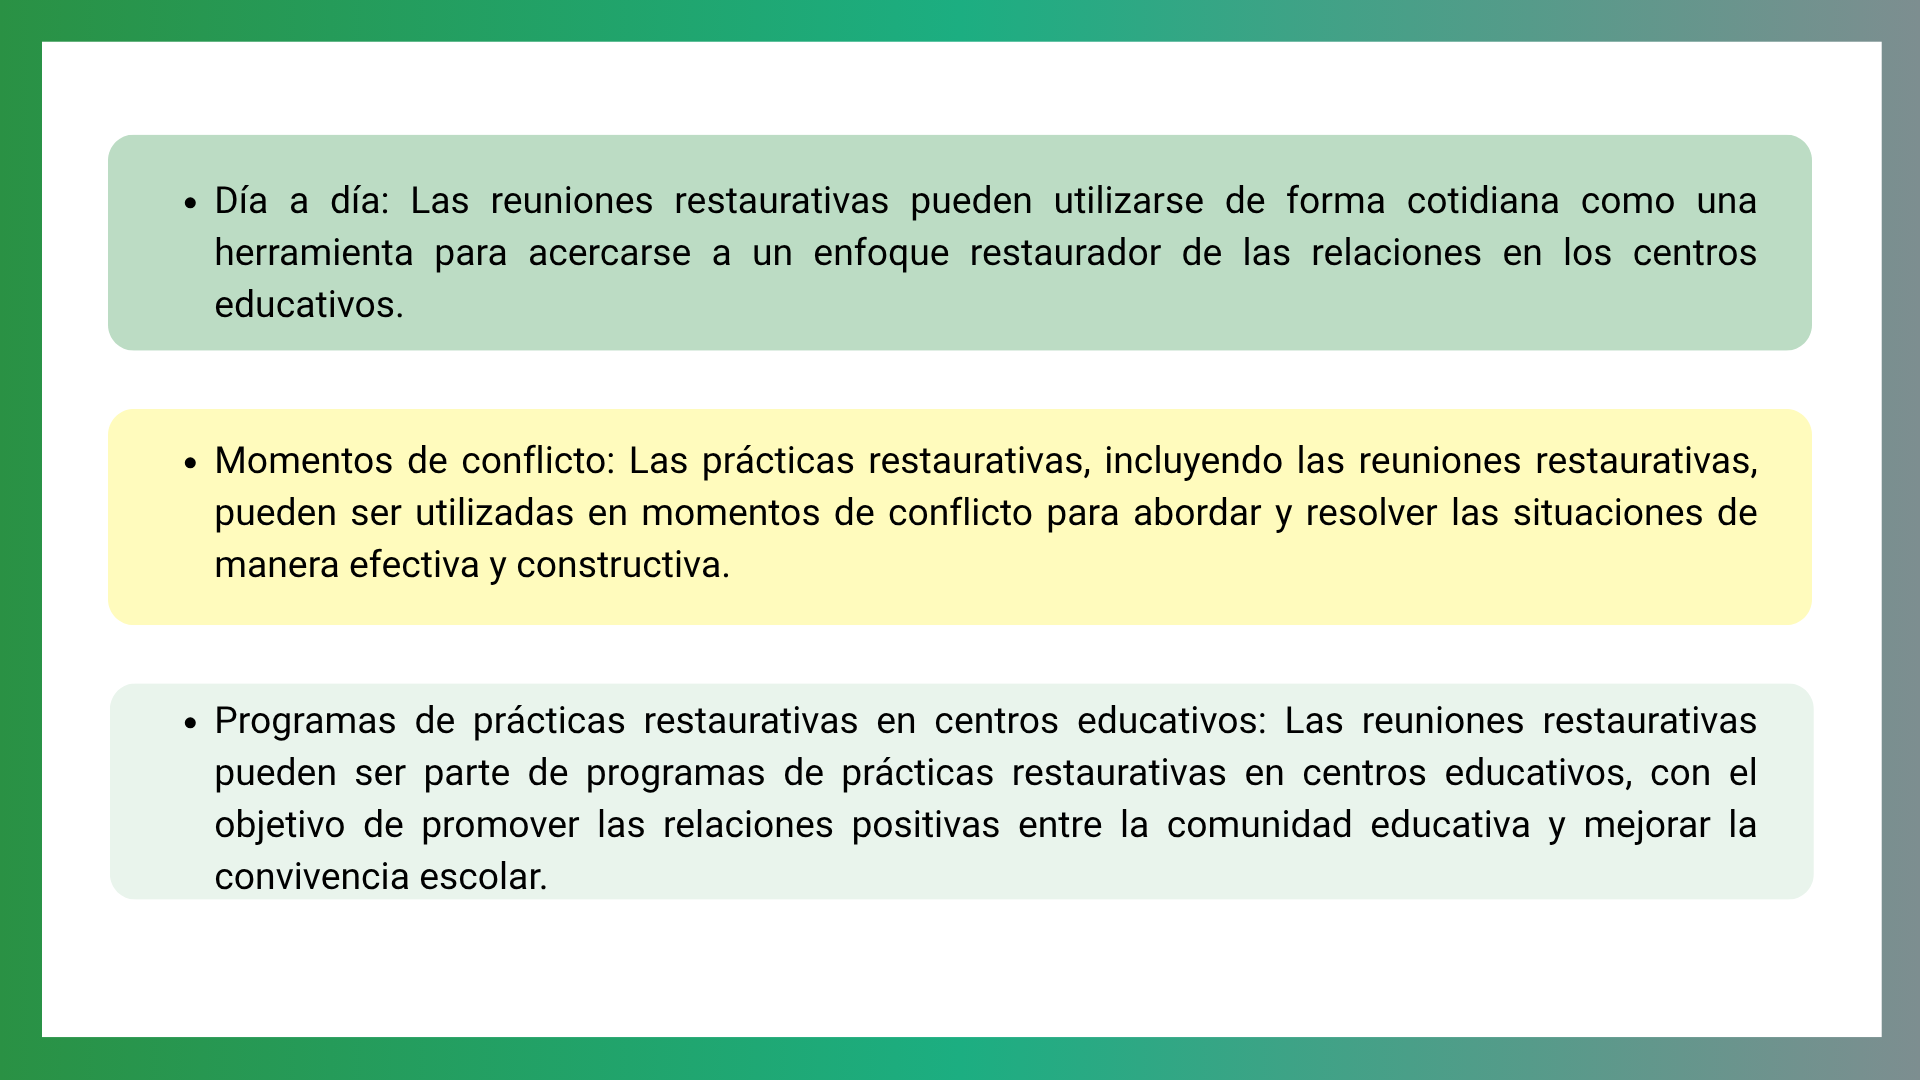 • Día a día: Las reuniones restaurativas pueden utilizarse de forma cotidiana como una
herramienta para acercarse a un enfoque restaurador de las relaciones en los centros
educativos.
• Momentos de conflicto: Las prácticas restaurativas, incluyendo las reuniones restaurativas,
pueden ser utilizadas en momentos de conflicto para abordar y resolver las situaciones de
manera efectiva y constructiva.
• Programas de prácticas restaurativas en centros educativos: Las reuniones restaurativas
pueden ser parte de programas de prácticas restaurativas en centros educativos, con el
objetivo de promover las relaciones positivas entre la comunidad educativa y mejorar la
convivencia escolar.